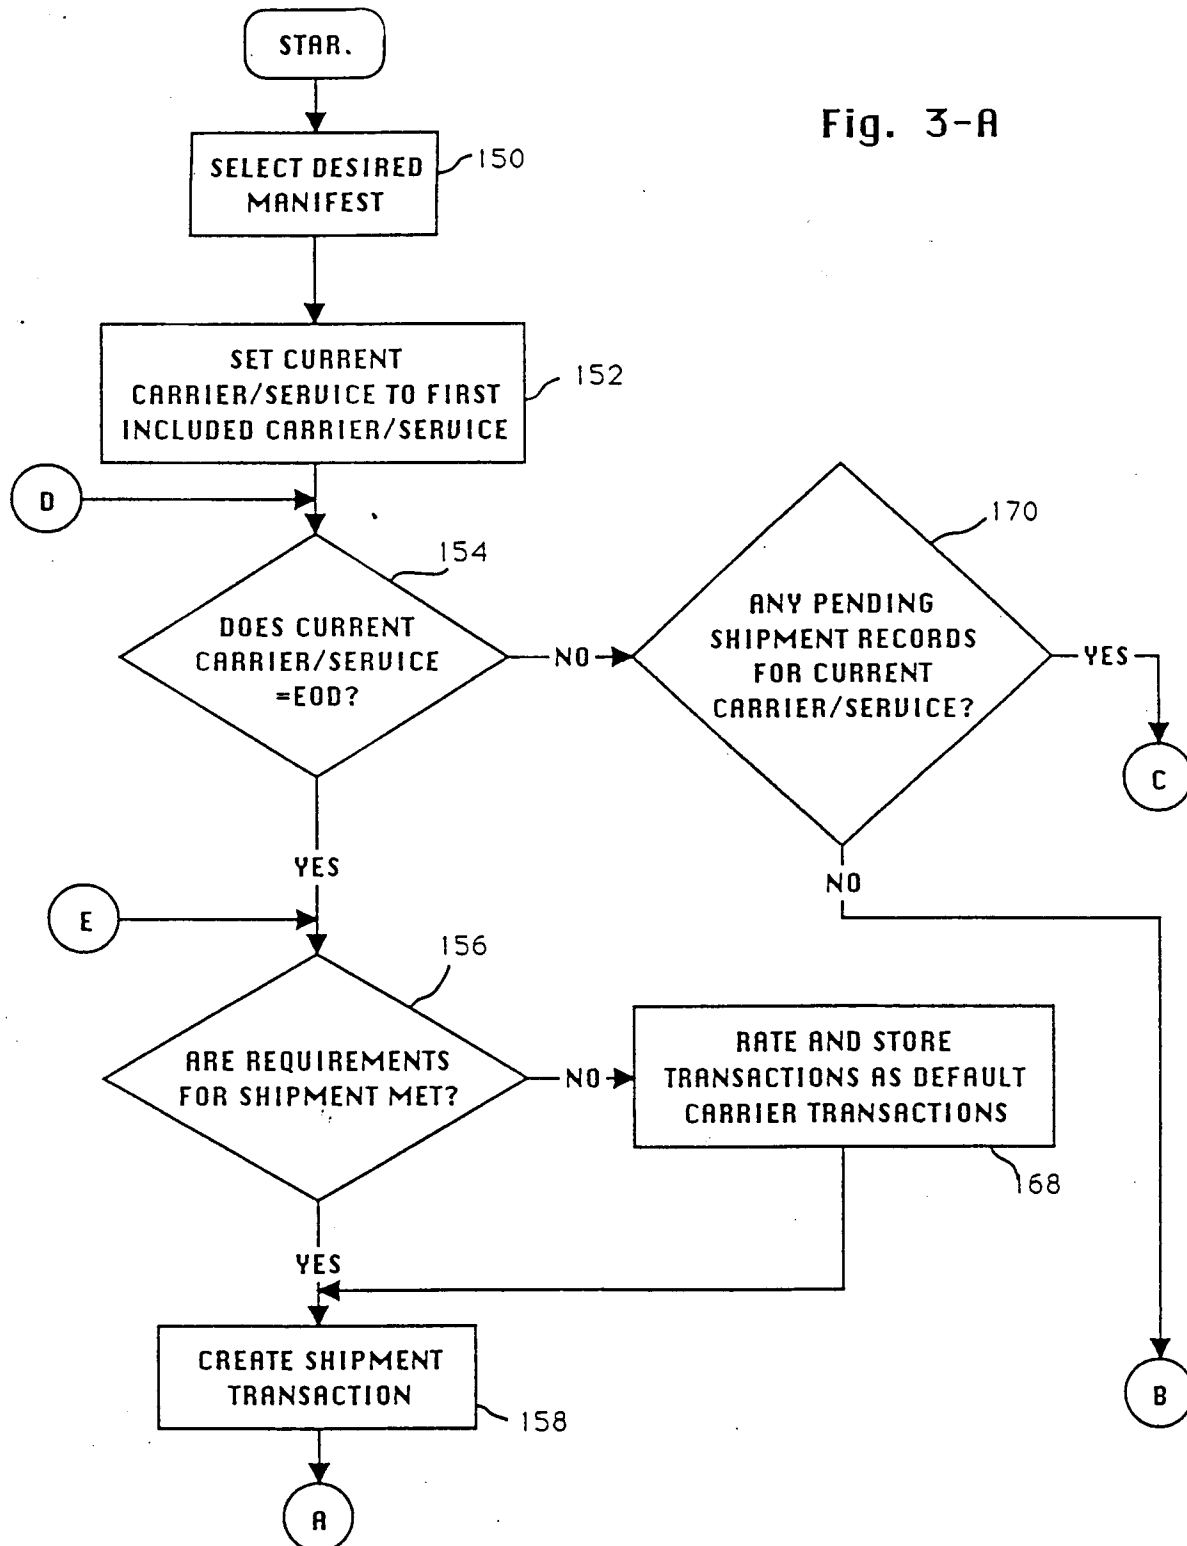 STAR.
Fig. 3-A
SELECT DESIRED
MANIFEST
150
SET CURRENT
CARRIER/SERVICE TO FIRST
INCLUDED CARRIER/SERVICE
152
D
154
DOES CURRENT
CARRIER/SERVICE
=EOD?
NO
170
ANY PENDING
SHIPMENT RECORDS
FOR CURRENT
CARRIER/SERVICE?
YES
C
YES
NO
E
156
ARE REQUIREMENTS
FOR SHIPMENT MET?
NO
RATE AND STORE
TRANSACTIONS AS DEFAULT
CARRIER TRANSACTIONS
168
YES
CREATE SHIPMENT
TRANSACTION
158
B
A